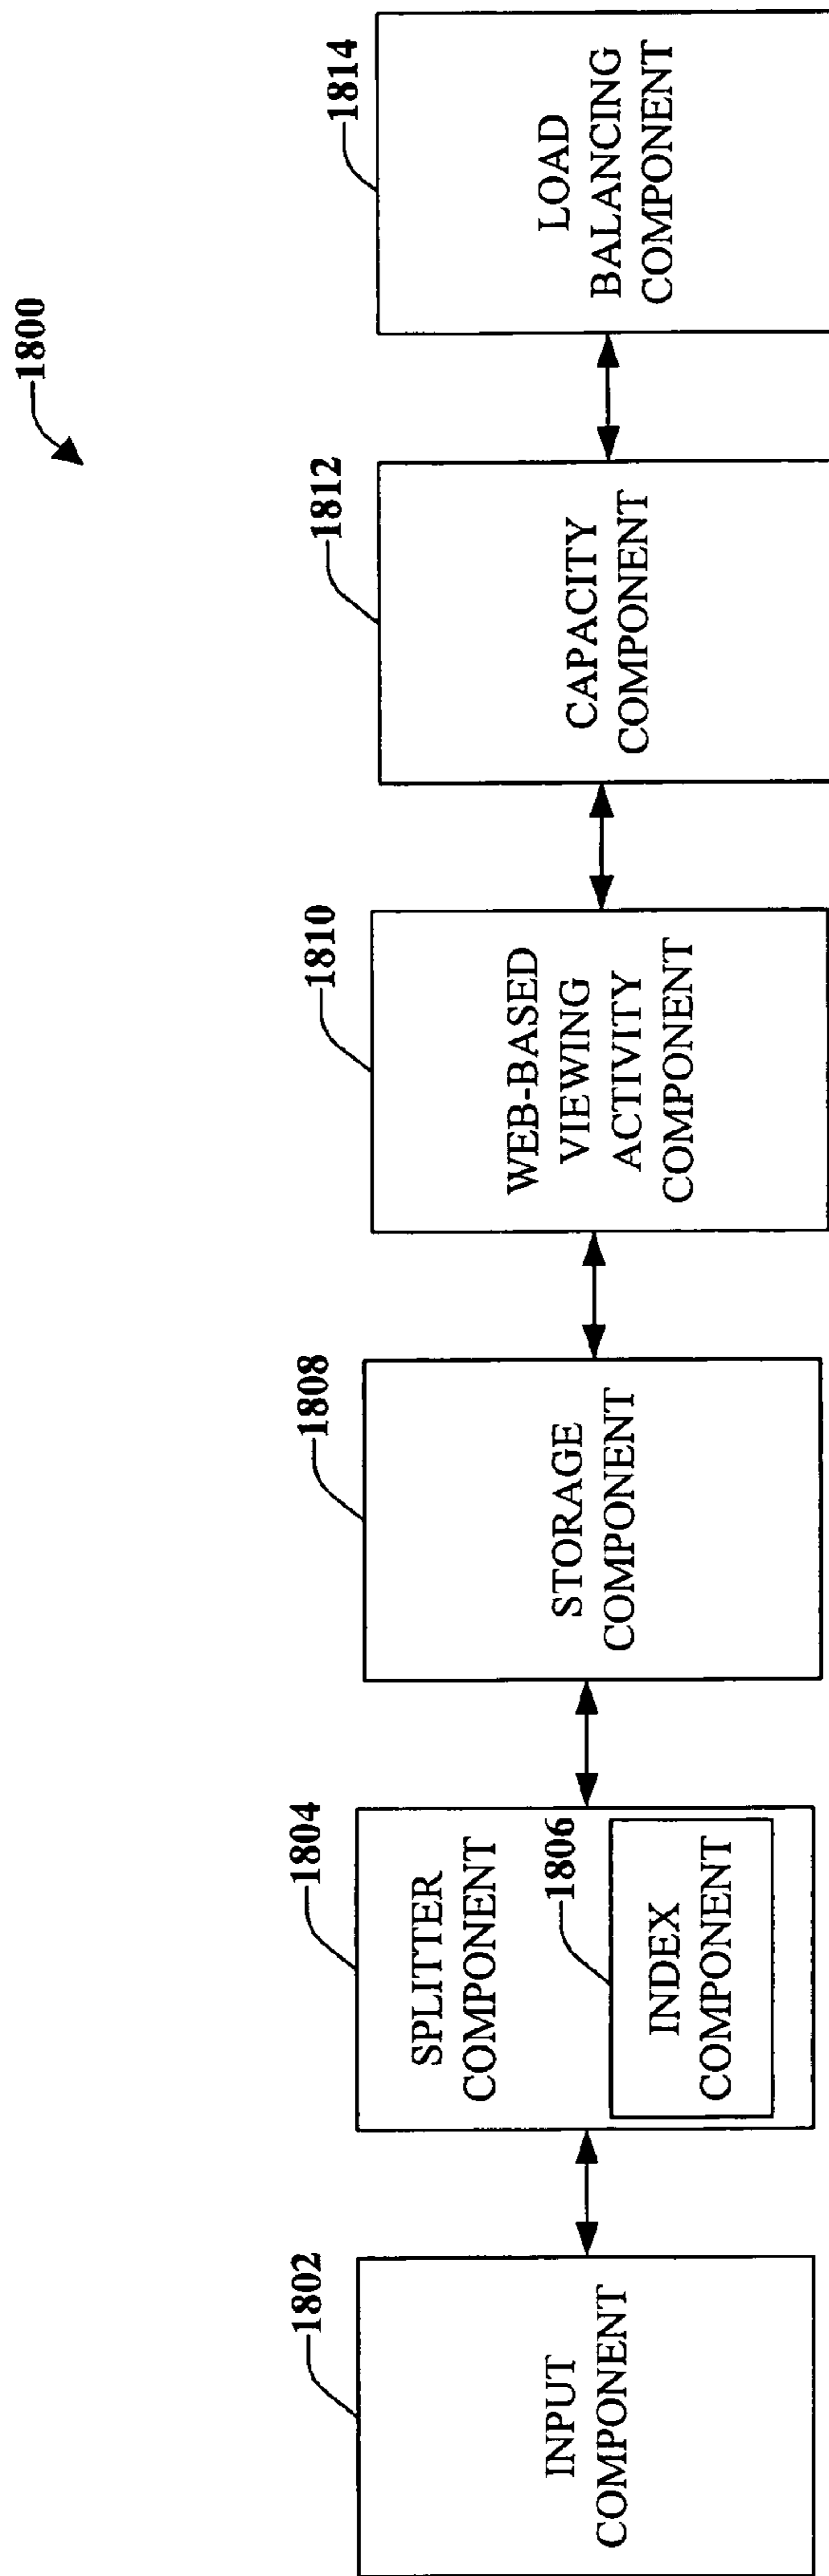 1800
1802
INPUT
COMPONENT
1804
SPLITTER
COMPONENT
1806
INDEX
COMPONENT
1808
STORAGE
COMPONENT
1810
WEB-BASED
VIEWING
ACTIVITY
COMPONENT
1812
CAPACITY
COMPONENT
1814
LOAD
BALANCING
COMPONENT